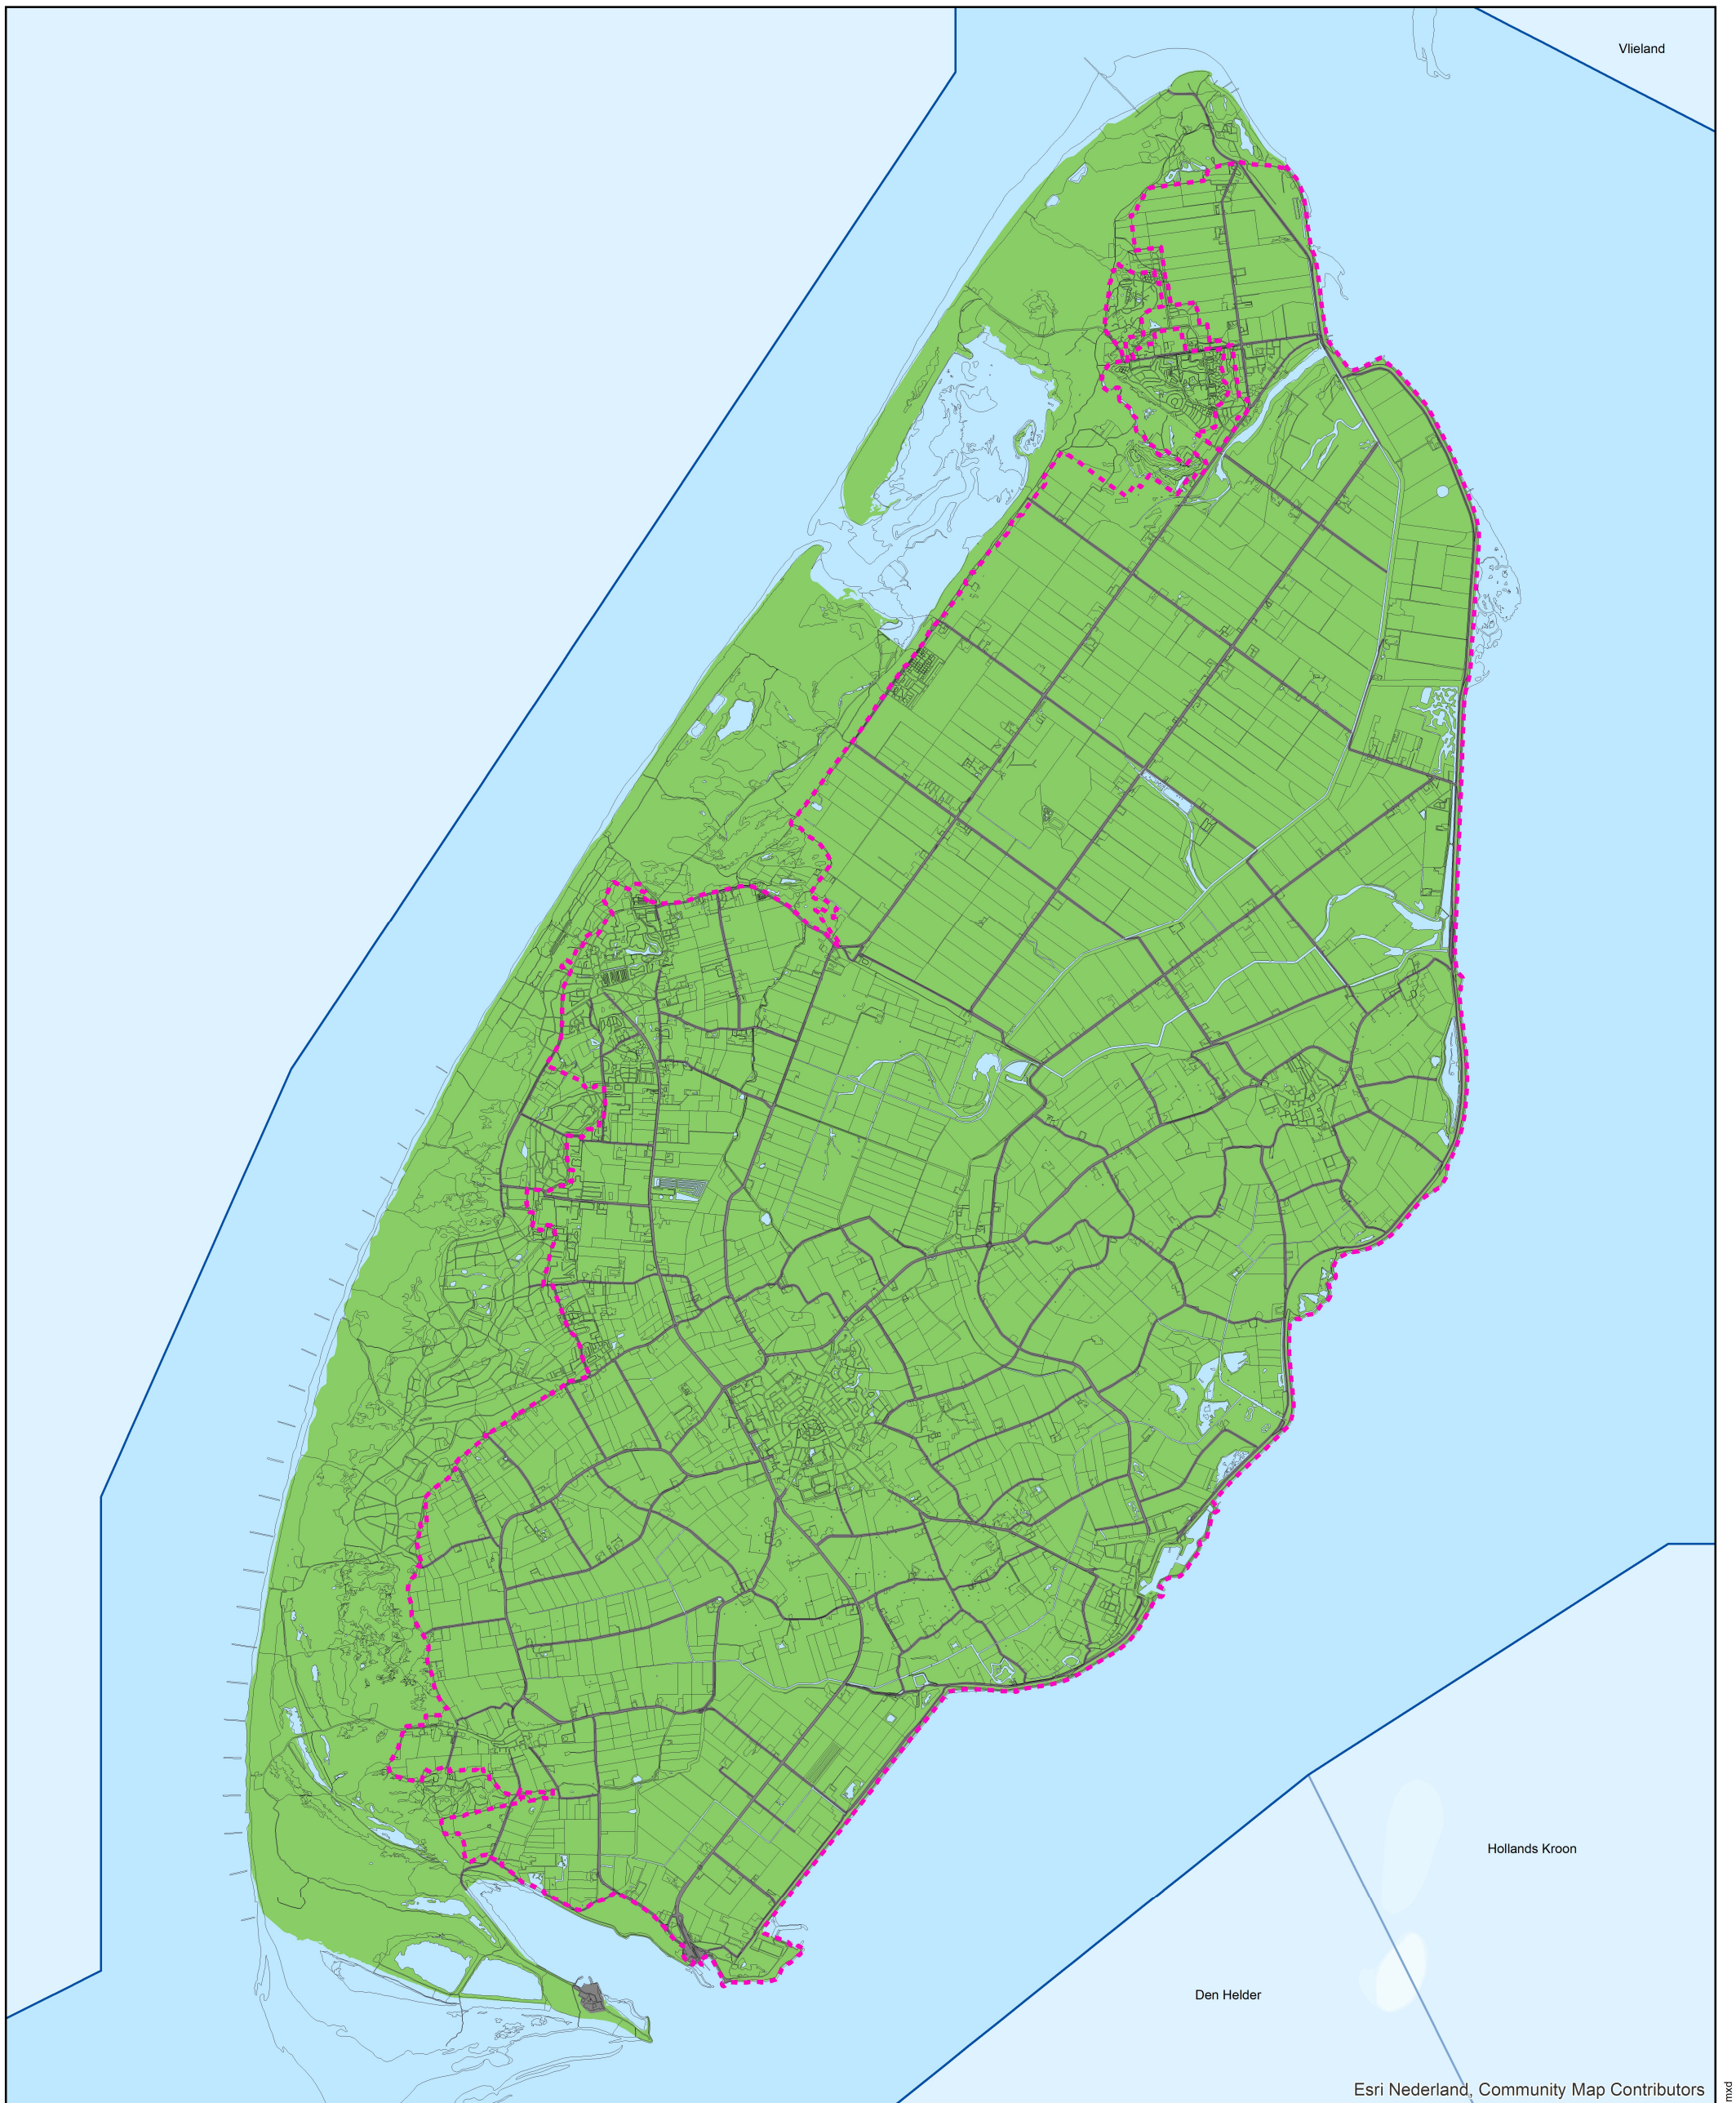 Vlieland
Hollands Kroon
Den Helder
Esri Nederland, Community Map Contributors
mxd